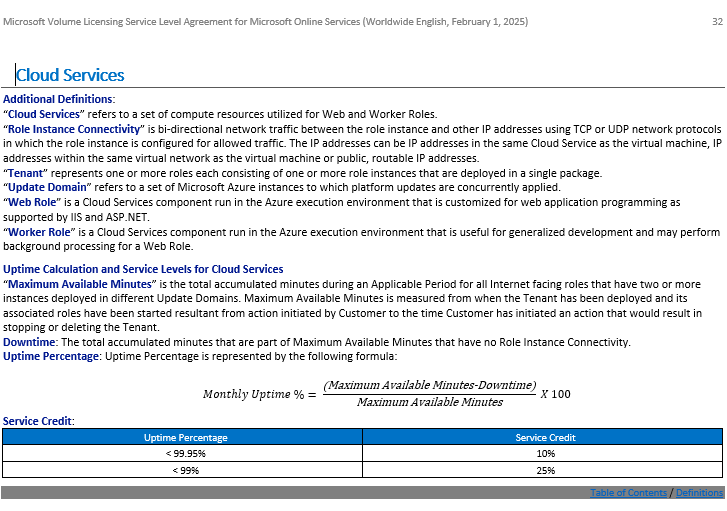 Microsoft Volume Licensing Service Level Agreement for Microsoft Online Services (Worldwide English, February 1, 2025) 32
Cloud Services
Additional Definitions:
“Cloud Services” refers to a set of compute resources utilized for Web and Worker Roles.
“Role Instance Connectivity” is bi-directional network traffic between the role instance and other IP addresses using TCP or UDP network protocols
in which the role instance is configured for allowed traffic. The IP addresses can be IP addresses in the same Cloud Service as the virtual machine, IP
addresses within the same virtual network as the virtual machine or public, routable IP addresses.
“Tenant” represents one or more roles each consisting of one or more role instances that are deployed in a single package.
“Update Domain” refers to a set of Microsoft Azure instances to which platform updates are concurrently applied.
“Web Role” is a Cloud Services component run in the Azure execution environment that is customized for web application programming as
supported by IIS and ASP.NET.
“Worker Role” is a Cloud Services component run in the Azure execution environment that is useful for generalized development and may perform
background processing for a Web Role.
Uptime Calculation and Service Levels for Cloud Services
“Maximum Available Minutes” is the total accumulated minutes during an Applicable Period for all Internet facing roles that have two or more
instances deployed in different Update Domains. Maximum Available Minutes is measured from when the Tenant has been deployed and its
associated roles have been started resultant from action initiated by Customer to the time Customer has initiated an action that would result in
stopping or deleting the Tenant.
Downtime: The total accumulated minutes that are part of Maximum Available Minutes that have no Role Instance Connectivity.
Uptime Percentage: Uptime Percentage is represented by the following formula:
Monthly Uptime % = (Maximum Available Minutes-Downtime) / Maximum Available Minutes X 100
Service Credit:
Uptime Percentage Service Credit
< 99.95% 10%
< 99% 25%
Table of Contents / Definitions